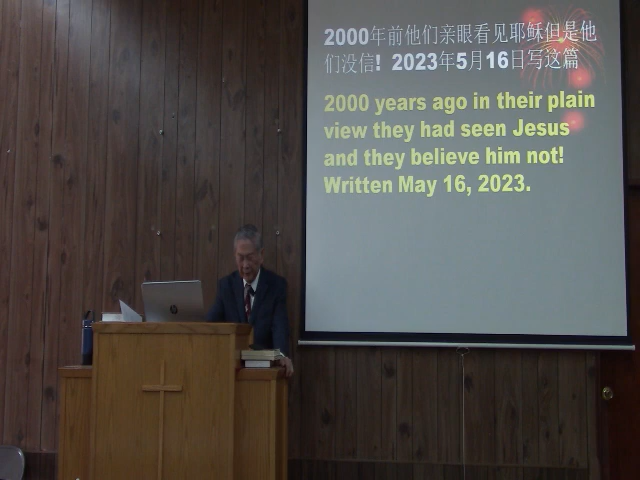 2000年前他们亲眼看见耶稣但是他
们没信! 2023年5月16日写这篇
2000 years ago in their plain
view they had seen Jesus
and they believe him not!
Written May 16, 2023.